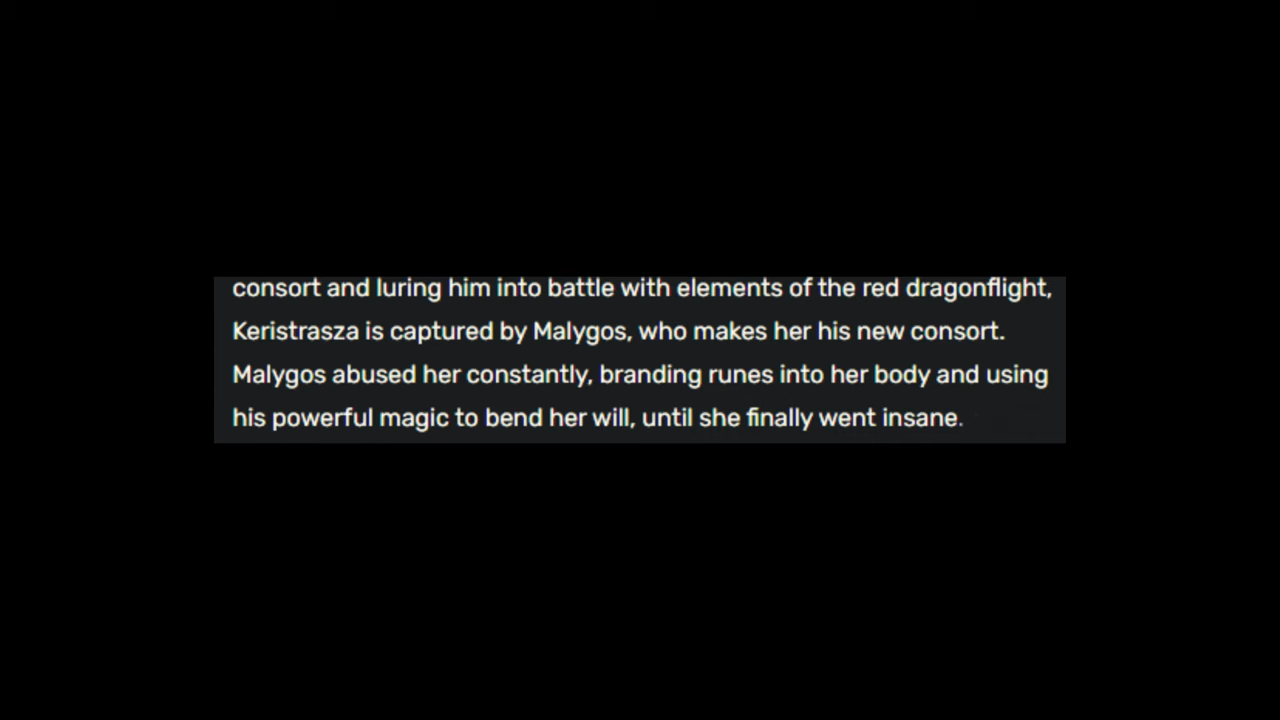 consort and luring him into battle with elements of the red dragonflight,
Keristrasza is captured by Malygos, who makes her his new consort.
Malygos abused her constantly, branding runes into her body and using
his powerful magic to bend her will, until she finally went insane.